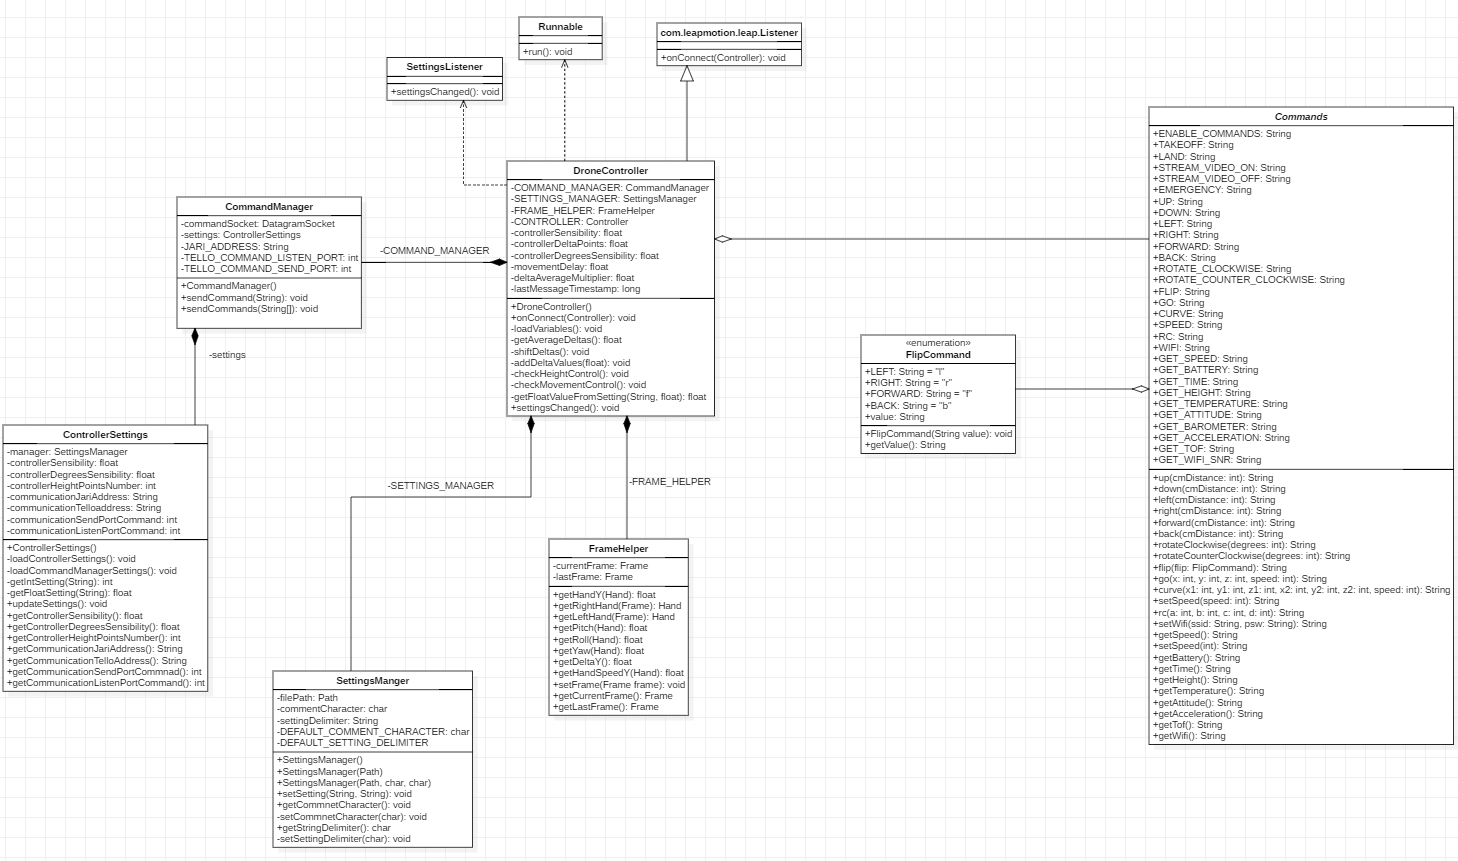 Runnable
+run(): void
com.leapmotion.leap.Listener
+onConnect(Controller): void
SettingsListener
+settingsChanged(): void
DroneController
-COMMAND_MANAGER: CommandManager
-SETTINGS_MANAGER: SettingsManager
-FRAME_HELPER: FrameHelper
-CONTROLLER: Controller
-controllerSensibility: float
-controllerDeltaPoints: float
-controllerDegreesSensibility: float
-movementDelay: float
-deltaAverageMultiplier: float
-lastMessageTimestamp: long
+DroneController()
+onConnect(Controller): void
-loadVariables(): void
-getAverageDeltas(): float
-shiftDeltas(): void
-addDeltaValues(float): void
-checkHeightControl(): void
-checkMovementControl(): void
-getFloatValueFromSetting(String, float): float
+settingsChanged(): void
CommandManager
-commandSocket: DatagramSocket
-settings: ControllerSettings
-JARI_ADDRESS: String
-TELLO_COMMAND_LISTEN_PORT: int
-TELLO_COMMAND_SEND_PORT: int
+CommandManager()
+sendCommand(String): void
+sendCommands(String[]): void
-COMMAND_MANAGER
-settings
ControllerSettings
-manager: SettingsManager
-controllerSensibility: float
-controllerDegreesSensibility: float
-controllerHeightPointsNumber: int
-communicationJariAddress: String
-communicationTelloaddress: String
-communicationSendPortCommand: int
-communicationListenPortCommand: int
+ControllerSettings()
-loadControllerSettings(): void
-loadCommandManagerSettings(): void
-getIntSetting(String): int
-getFloatSetting(String): float
+updateSettings(): void
+getControllerSensibility(): float
+getControllerDegreesSensibility(): float
+getControllerHeightPointsNumber(): int
+getCommunicationJariAddress(): String
+getCommunicationTelloAddress(): String
+getCommunicationSendPortCommnad(): int
+getCommunicationListenPortCommand(): int
-SETTINGS_MANAGER
-FRAME_HELPER
SettingsManger
-filePath: Path
-commentCharacter: char
-settingDelimiter: String
-DEFAULT_COMMENT_CHARACTER: char
-DEFAULT_SETTING_DELIMITER
+SettingsManager()
+SettingsManager(Path)
+SettingsManager(Path, char, char)
+setSetting(String, String): void
+getCommnetCharacter(): void
-setCommnetCharacter(char): void
+getStringDelimiter(): char
-setSettingDelimiter(char): void
FrameHelper
-currentFrame: Frame
-lastFrame: Frame
+getHandY(Hand): float
+getRightHand(Frame): Hand
+getLeftHand(Frame): Hand
+getPitch(Hand): float
+getRoll(Hand): float
+getYaw(Hand): float
+getDeltaY(): float
+getHandSpeedY(Hand): float
+setFrame(Frame frame): void
+getCurrentFrame(): Frame
+getLastFrame(): Frame
«enumeration»
FlipCommand
+LEFT: String = "l"
+RIGHT: String = "r"
+FORWARD: String = "f"
+BACK: String = "b"
+value: String
+FlipCommand(String value): void
+getValue(): String
Commands
+ENABLE_COMMANDS: String
+TAKEOFF: String
+LAND: String
+STREAM_VIDEO_ON: String
+STREAM_VIDEO_OFF: String
+EMERGENCY: String
+UP: String
+DOWN: String
+LEFT: String
+RIGHT: String
+FORWARD: String
+BACK: String
+ROTATE_CLOCKWISE: String
+ROTATE_COUNTER_CLOCKWISE: String
+FLIP: String
+GO: String
+CURVE: String
+SPEED: String
+RC: String
+WIFI: String
+GET_SPEED: String
+GET_BATTERY: String
+GET_TIME: String
+GET_HEIGHT: String
+GET_TEMPERATURE: String
+GET_ATTITUDE: String
+GET_BAROMETER: String
+GET_ACCELERATION: String
+GET_TOF: String
+GET_WIFI_SNR: String
+up(cmDistance: int): String
+down(cmDistance: int): String
+left(cmDistance: int): String
+right(cmDistance: int): String
+forward(cmDistance: int): String
+back(cmDistance: int): String
+rotateClockwise(degrees: int): String
+rotateCounterClockwise(degrees: int): String
+flip(flip: FlipCommand): String
+go(x: int, y: int, z: int, speed: int): String
+curve(x1: int, y1: int, z1: int, x2: int, y2: int, z2: int, speed: int): String
+setSpeed(speed: int): String
+rc(a: int, b: int, c: int, d: int): String
+setWifi(ssid: String, psw: String): String
+getSpeed(): String
+setSpeed(int): String
+getBattery(): String
+getTime(): String
+getHeight(): String
+getTemperature(): String
+getAttitude(): String
+getAcceleration(): String
+getTof(): String
+getWifi(): String